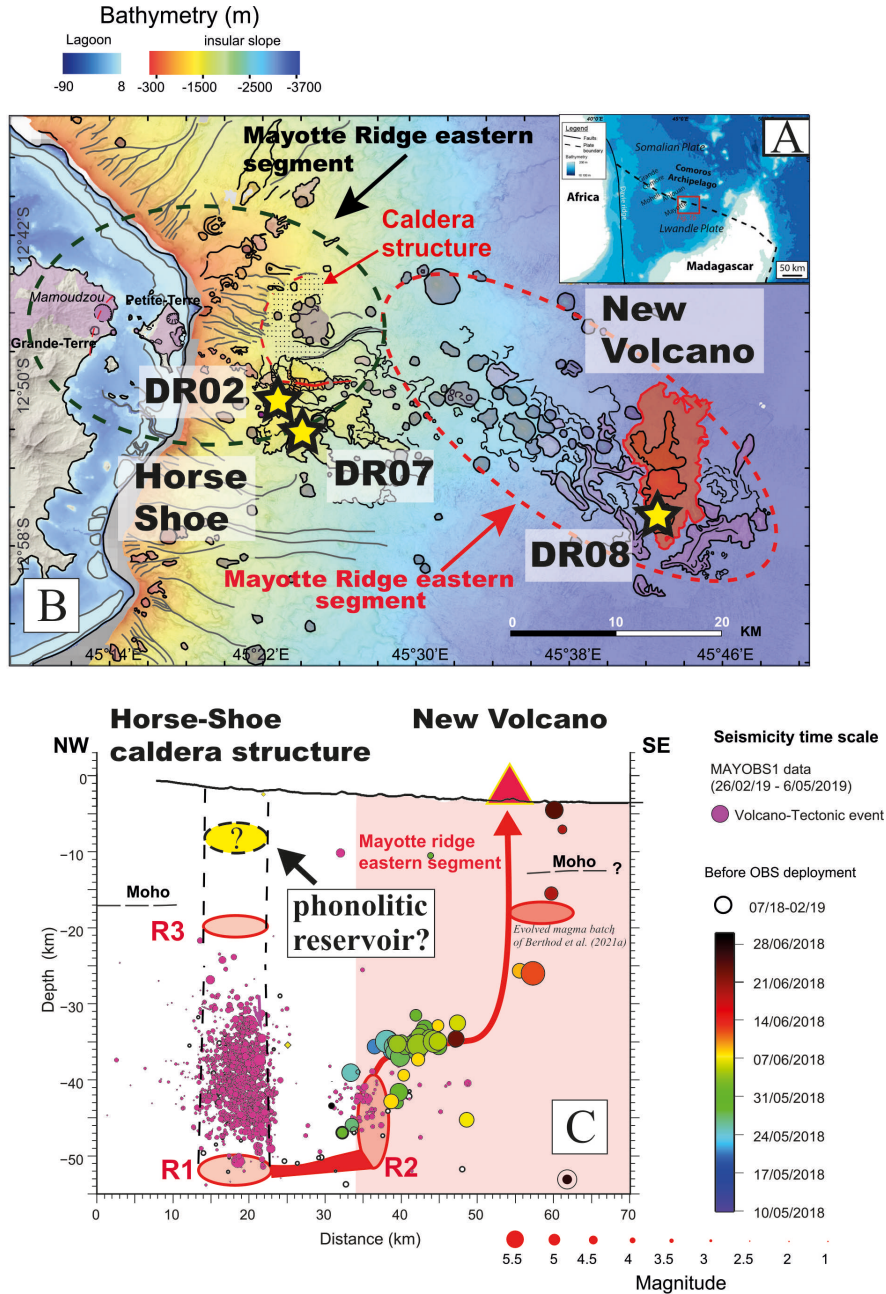 Bathymetry (m)
Lagoon
insular slope
-90
8
-300
-1500
-2500
-3700
Mayotte Ridge eastern
segment
A
Legend
Faults
Plate
boundary
Bathymetry
Somalian Plate
Comoros
Archipelago
Africa
Lwandle Plate
Madagascar
50 km
12°42'S
Caldera
structure
Mamoudzou
Petite-Terre
Grande-Terre
New
Volcano
12°50'S
DR02
DR07
Horse
Shoe
DR08
12°58'S
Mayotte Ridge eastern
segment
B
0
10
20
KM
45°14'E
45°22'E
45°30'E
45°38'E
45°46'E
Horse-Shoe
caldera structure
New Volcano
NW
SE
0
−10
−20
−30
−40
−50
Depth (km)
?
Mayotte ridge
eastern segment
Moho
Moho
?
phonolitic
reservoir?
R3
Evolved magma batch
of Berthod et al. (2021a)
R1
R2
C
0
10
20
30
40
50
60
70
Distance (km)
Seismicity time scale
MAYOBS1 data
(26/02/19 - 6/05/2019)
Volcano-Tectonic event
Before OBS deployment
07/18-02/19
28/06/2018
21/06/2018
14/06/2018
07/06/2018
31/05/2018
24/05/2018
17/05/2018
10/05/2018
5.5
5
4.5
4
3.5
3
2.5
2
1
Magnitude